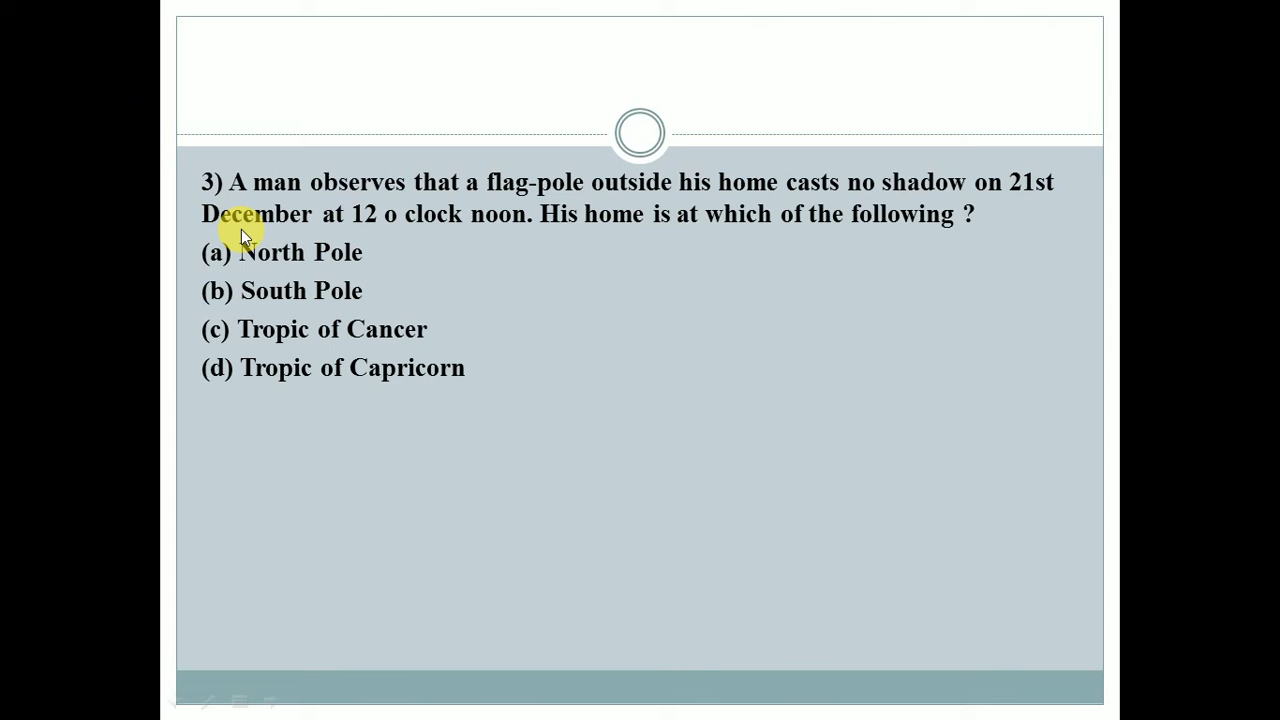 3) A man observes that a flag-pole outside his home casts no shadow on 21st
December at 12 o clock noon. His home is at which of the following ?
(a) North Pole
(b) South Pole
(c) Tropic of Cancer
(d) Tropic of Capricorn